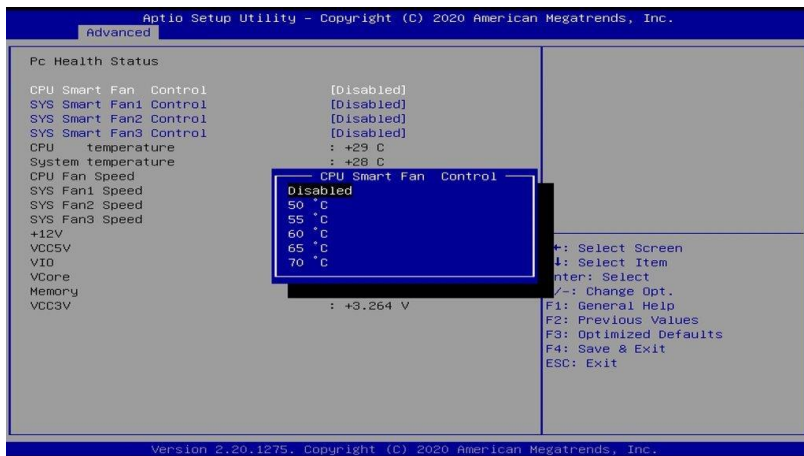 Aptio Setup Utility – Copyright (C) 2020 American Megatrends, Inc.
Advanced
Pc Health Status
CPU Smart Fan  Control [Disabled]
SYS Smart Fan1 Control [Disabled]
SYS Smart Fan2 Control [Disabled]
SYS Smart Fan3 Control [Disabled]
CPU    temperature : +29 C
System temperature : +28 C
CPU Fan Speed
SYS Fan1 Speed
SYS Fan2 Speed
SYS Fan3 Speed
+12V
VCC5V
VIO
VCore
Memory
VCC3V : +3.264 V
CPU Smart Fan  Control
Disabled
50 °C
55 °C
60 °C
65 °C
70 °C
: Select Screen
: Select Item
nter: Select
/-: Change Opt.
F1: General Help
F2: Previous Values
F3: Optimized Defaults
F4: Save & Exit
ESC: Exit
Version 2.20.1275. Copyright (C) 2020 American Megatrends, Inc.